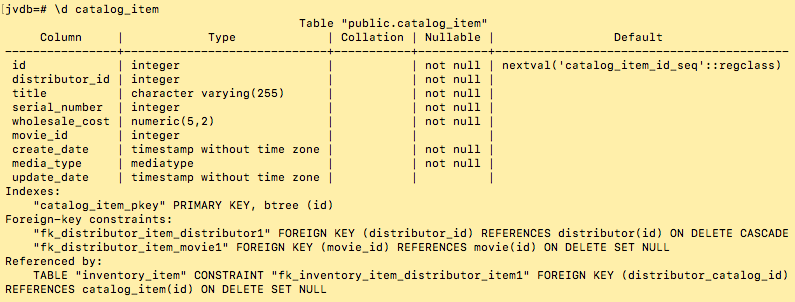 [jvdb=# \d catalog_item
                                          Table "public.catalog_item"
     Column      |            Type             | Collation | Nullable |                 Default
-----------------+-----------------------------+-----------+----------+------------------------------------------
 id              | integer                     |           | not null | nextval('catalog_item_id_seq'::regclass)
 distributor_id  | integer                     |           | not null |
 title           | character varying(255)      |           | not null |
 serial_number   | integer                     |           | not null |
 wholesale_cost  | numeric(5,2)                |           | not null |
 movie_id        | integer                     |           |          |
 create_date     | timestamp without time zone |           | not null |
 media_type      | mediatype                   |           | not null |
 update_date     | timestamp without time zone |           |          |
Indexes:
    "catalog_item_pkey" PRIMARY KEY, btree (id)
Foreign-key constraints:
    "fk_distributor_item_distributor1" FOREIGN KEY (distributor_id) REFERENCES distributor(id) ON DELETE CASCADE
    "fk_distributor_item_movie1" FOREIGN KEY (movie_id) REFERENCES movie(id) ON DELETE SET NULL
Referenced by:
    TABLE "inventory_item" CONSTRAINT "fk_inventory_item_distributor_item1" FOREIGN KEY (distributor_catalog_id)
REFERENCES catalog_item(id) ON DELETE SET NULL